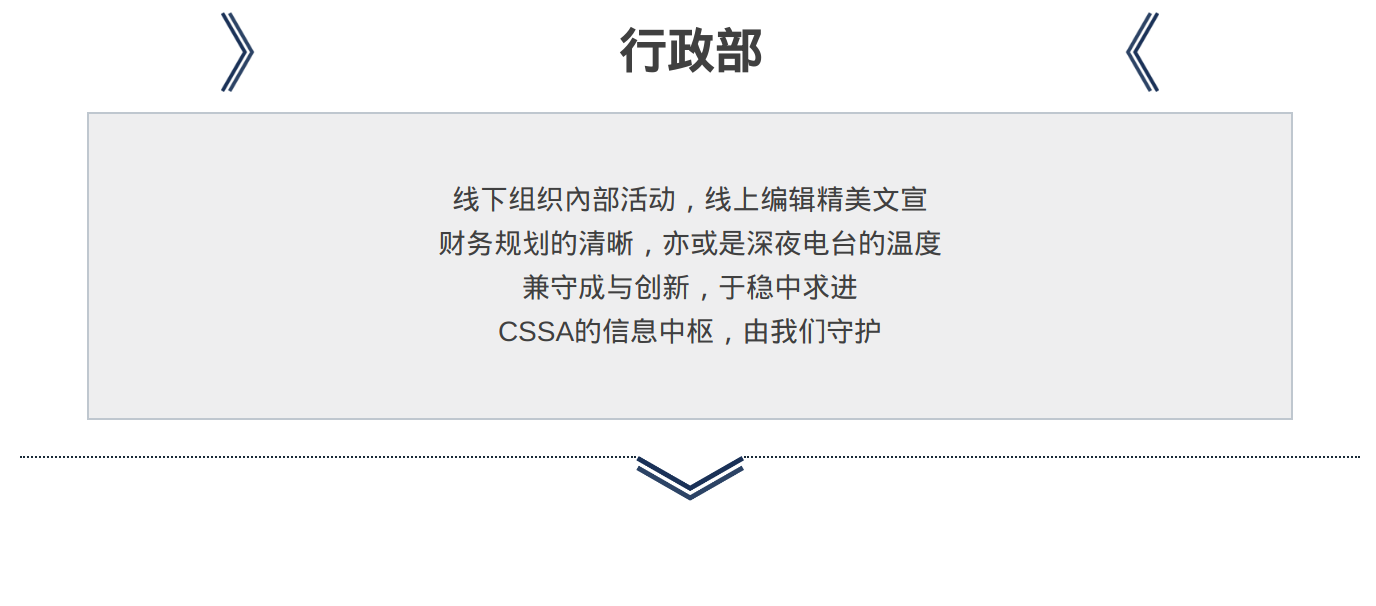 行政部
线下组织內部活动，线上编辑精美文宣
财务规划的清晰，亦或是深夜电台的温度
兼守成与创新，于稳中求进
CSSA的信息中枢，由我们守护